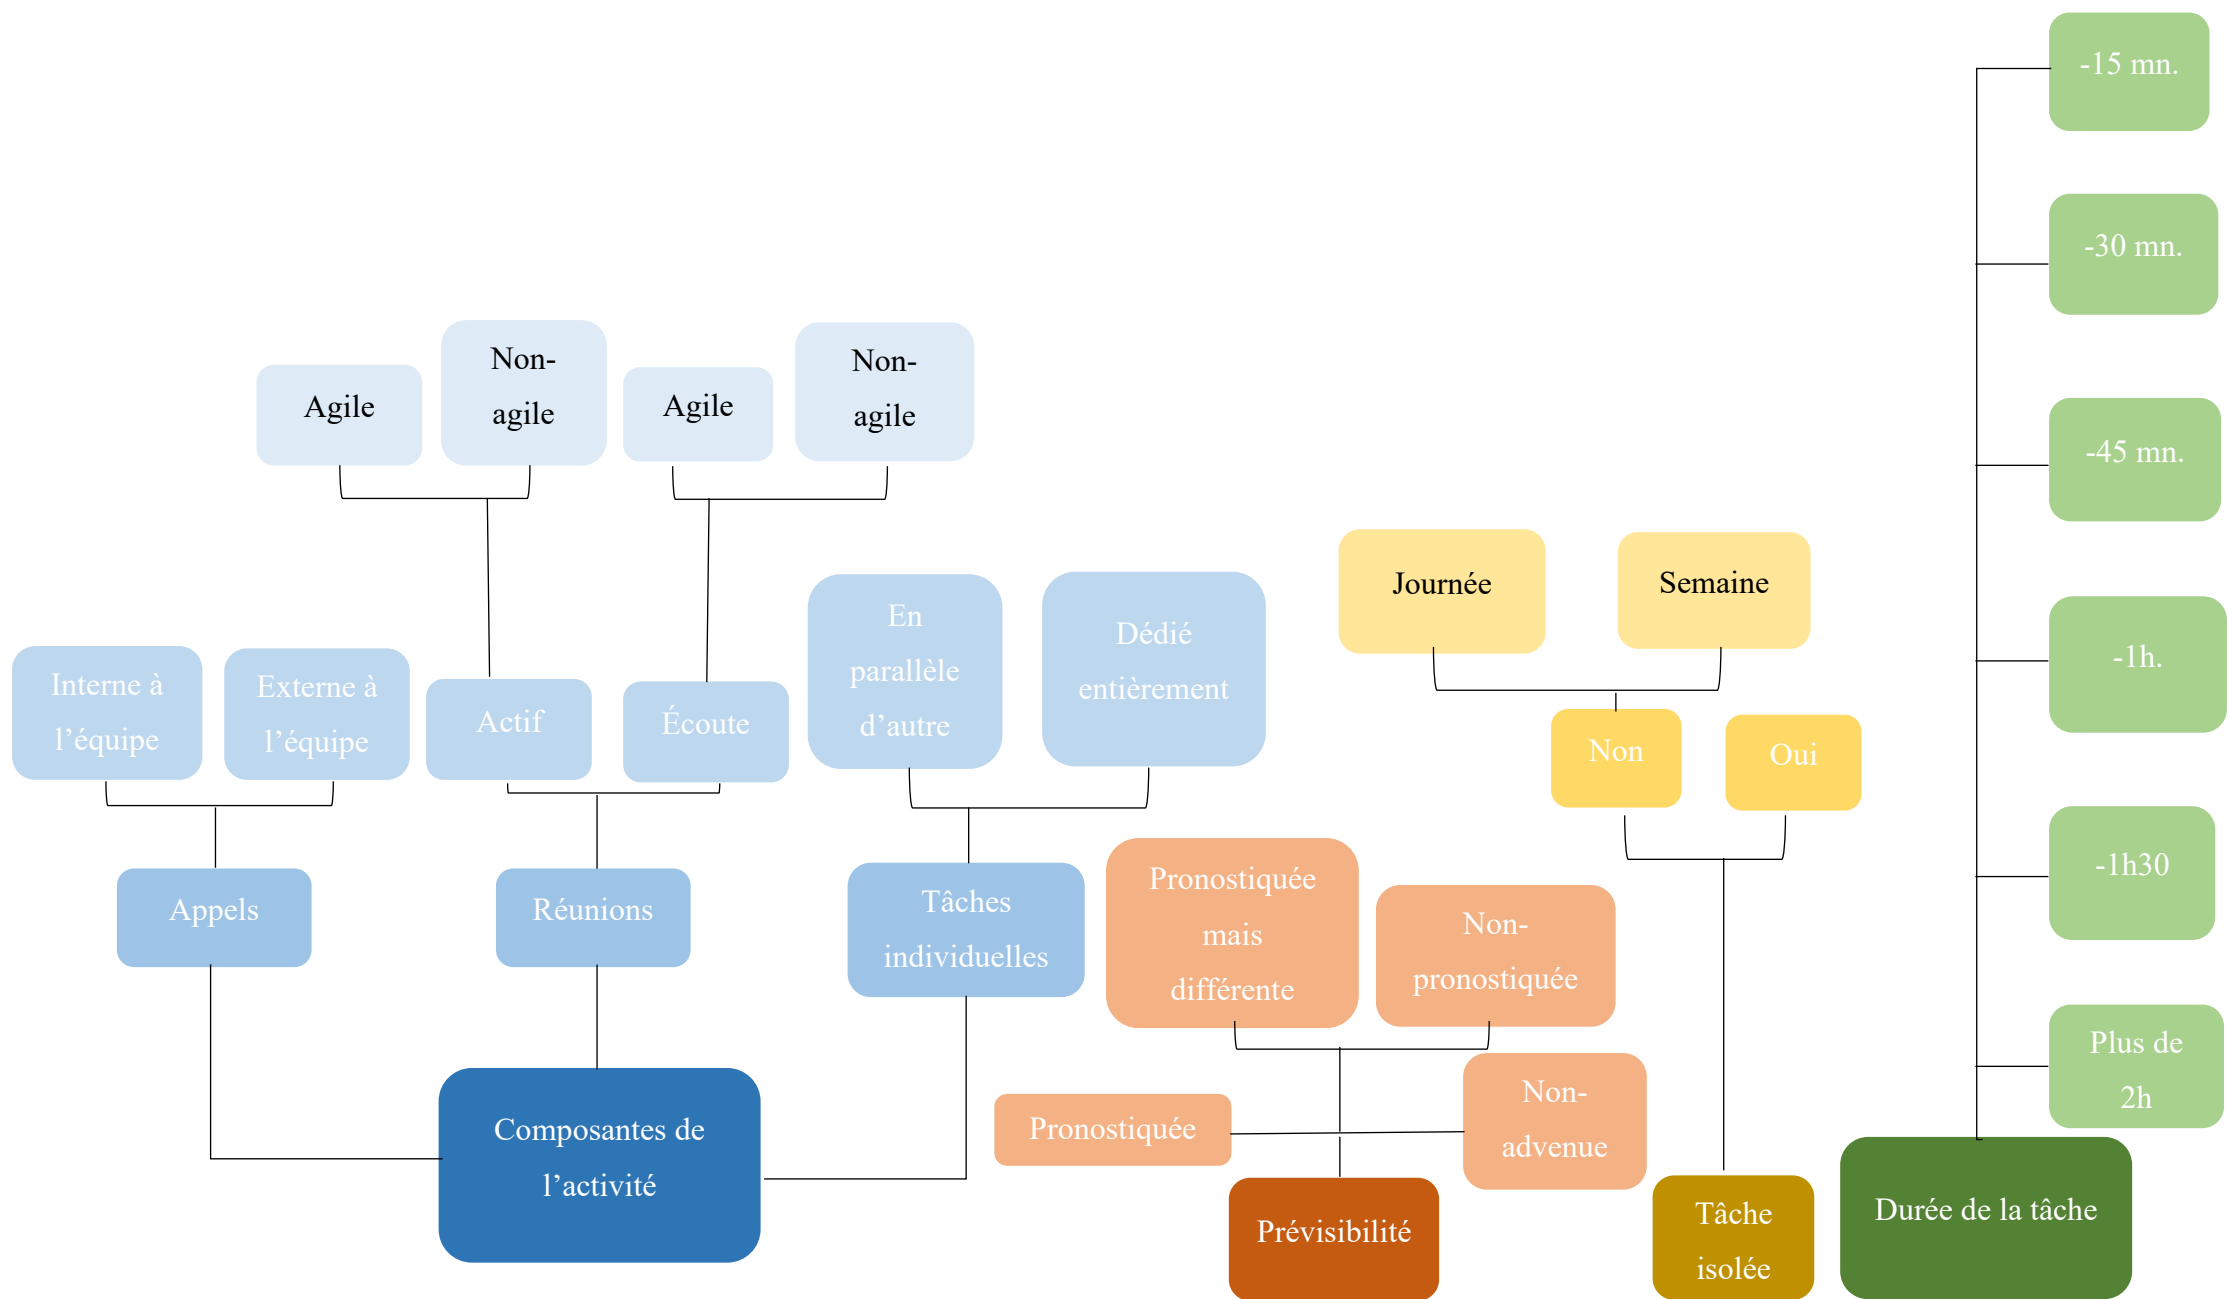 -15 mn.
-30 mn.
Non-
agile
Non-
agile
Agile
Agile
-45 mn.
Journée
Semaine
En
parallèle
d’autre
Dédié
entièrement
Interne à
l’équipe
Externe à
l’équipe
Actif
Écoute
-1h.
Non
Oui
Appels
Réunions
Tâches
individuelles
Pronostiquée
mais
différente
Non-
pronostiquée
-1h30
Plus de
2h
Composantes de
l’activité
Pronostiquée
Non-
advenue
Prévisibilité
Tâche
isolée
Durée de la tâche